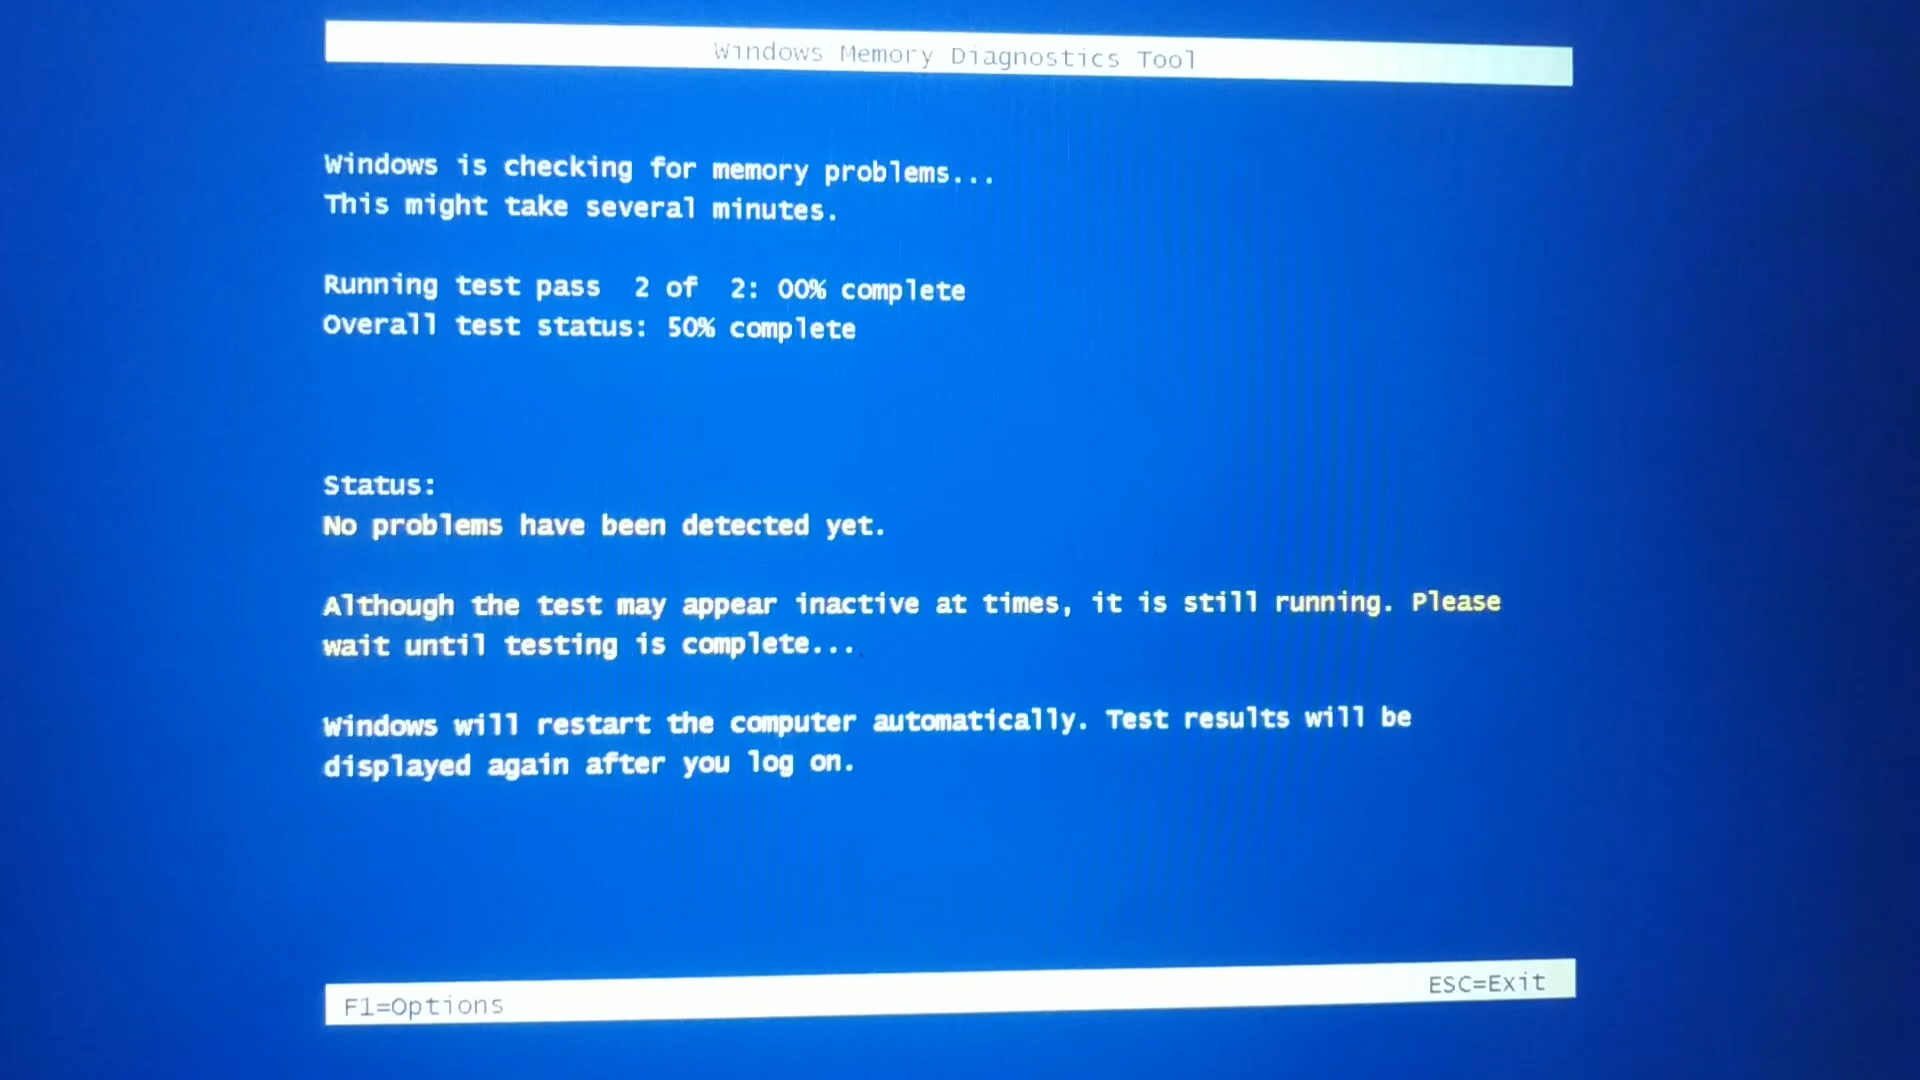 Windows Memory Diagnostics Tool
Windows is checking for memory problems...
This might take several minutes.
Running test pass  2 of  2: 00% complete
Overall test status: 50% complete
Status:
No problems have been detected yet.
Although the test may appear inactive at times, it is still running. Please
wait until testing is complete...
Windows will restart the computer automatically. Test results will be
displayed again after you log on.
F1=Options
ESC=Exit